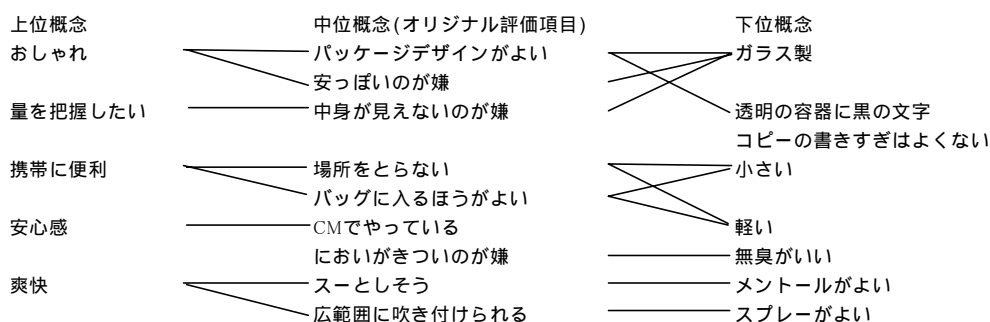 上位概念 中位概念(オリジナル評価項目) 下位概念
おしゃれ パッケージデザインがよい ガラス製
安っぽいのが嫌
量を把握したい 中身が見えないのが嫌 透明の容器に黒の文字
コピーの書きすぎはよくない
携帯に便利 場所をとらない 小さい
バッグに入るほうがよい
安心感 CMでやっている 軽い
においがきついのが嫌 無臭がいい
爽快 スーとしそう メントールがよい
広範囲に吹き付けられる スプレーがよい